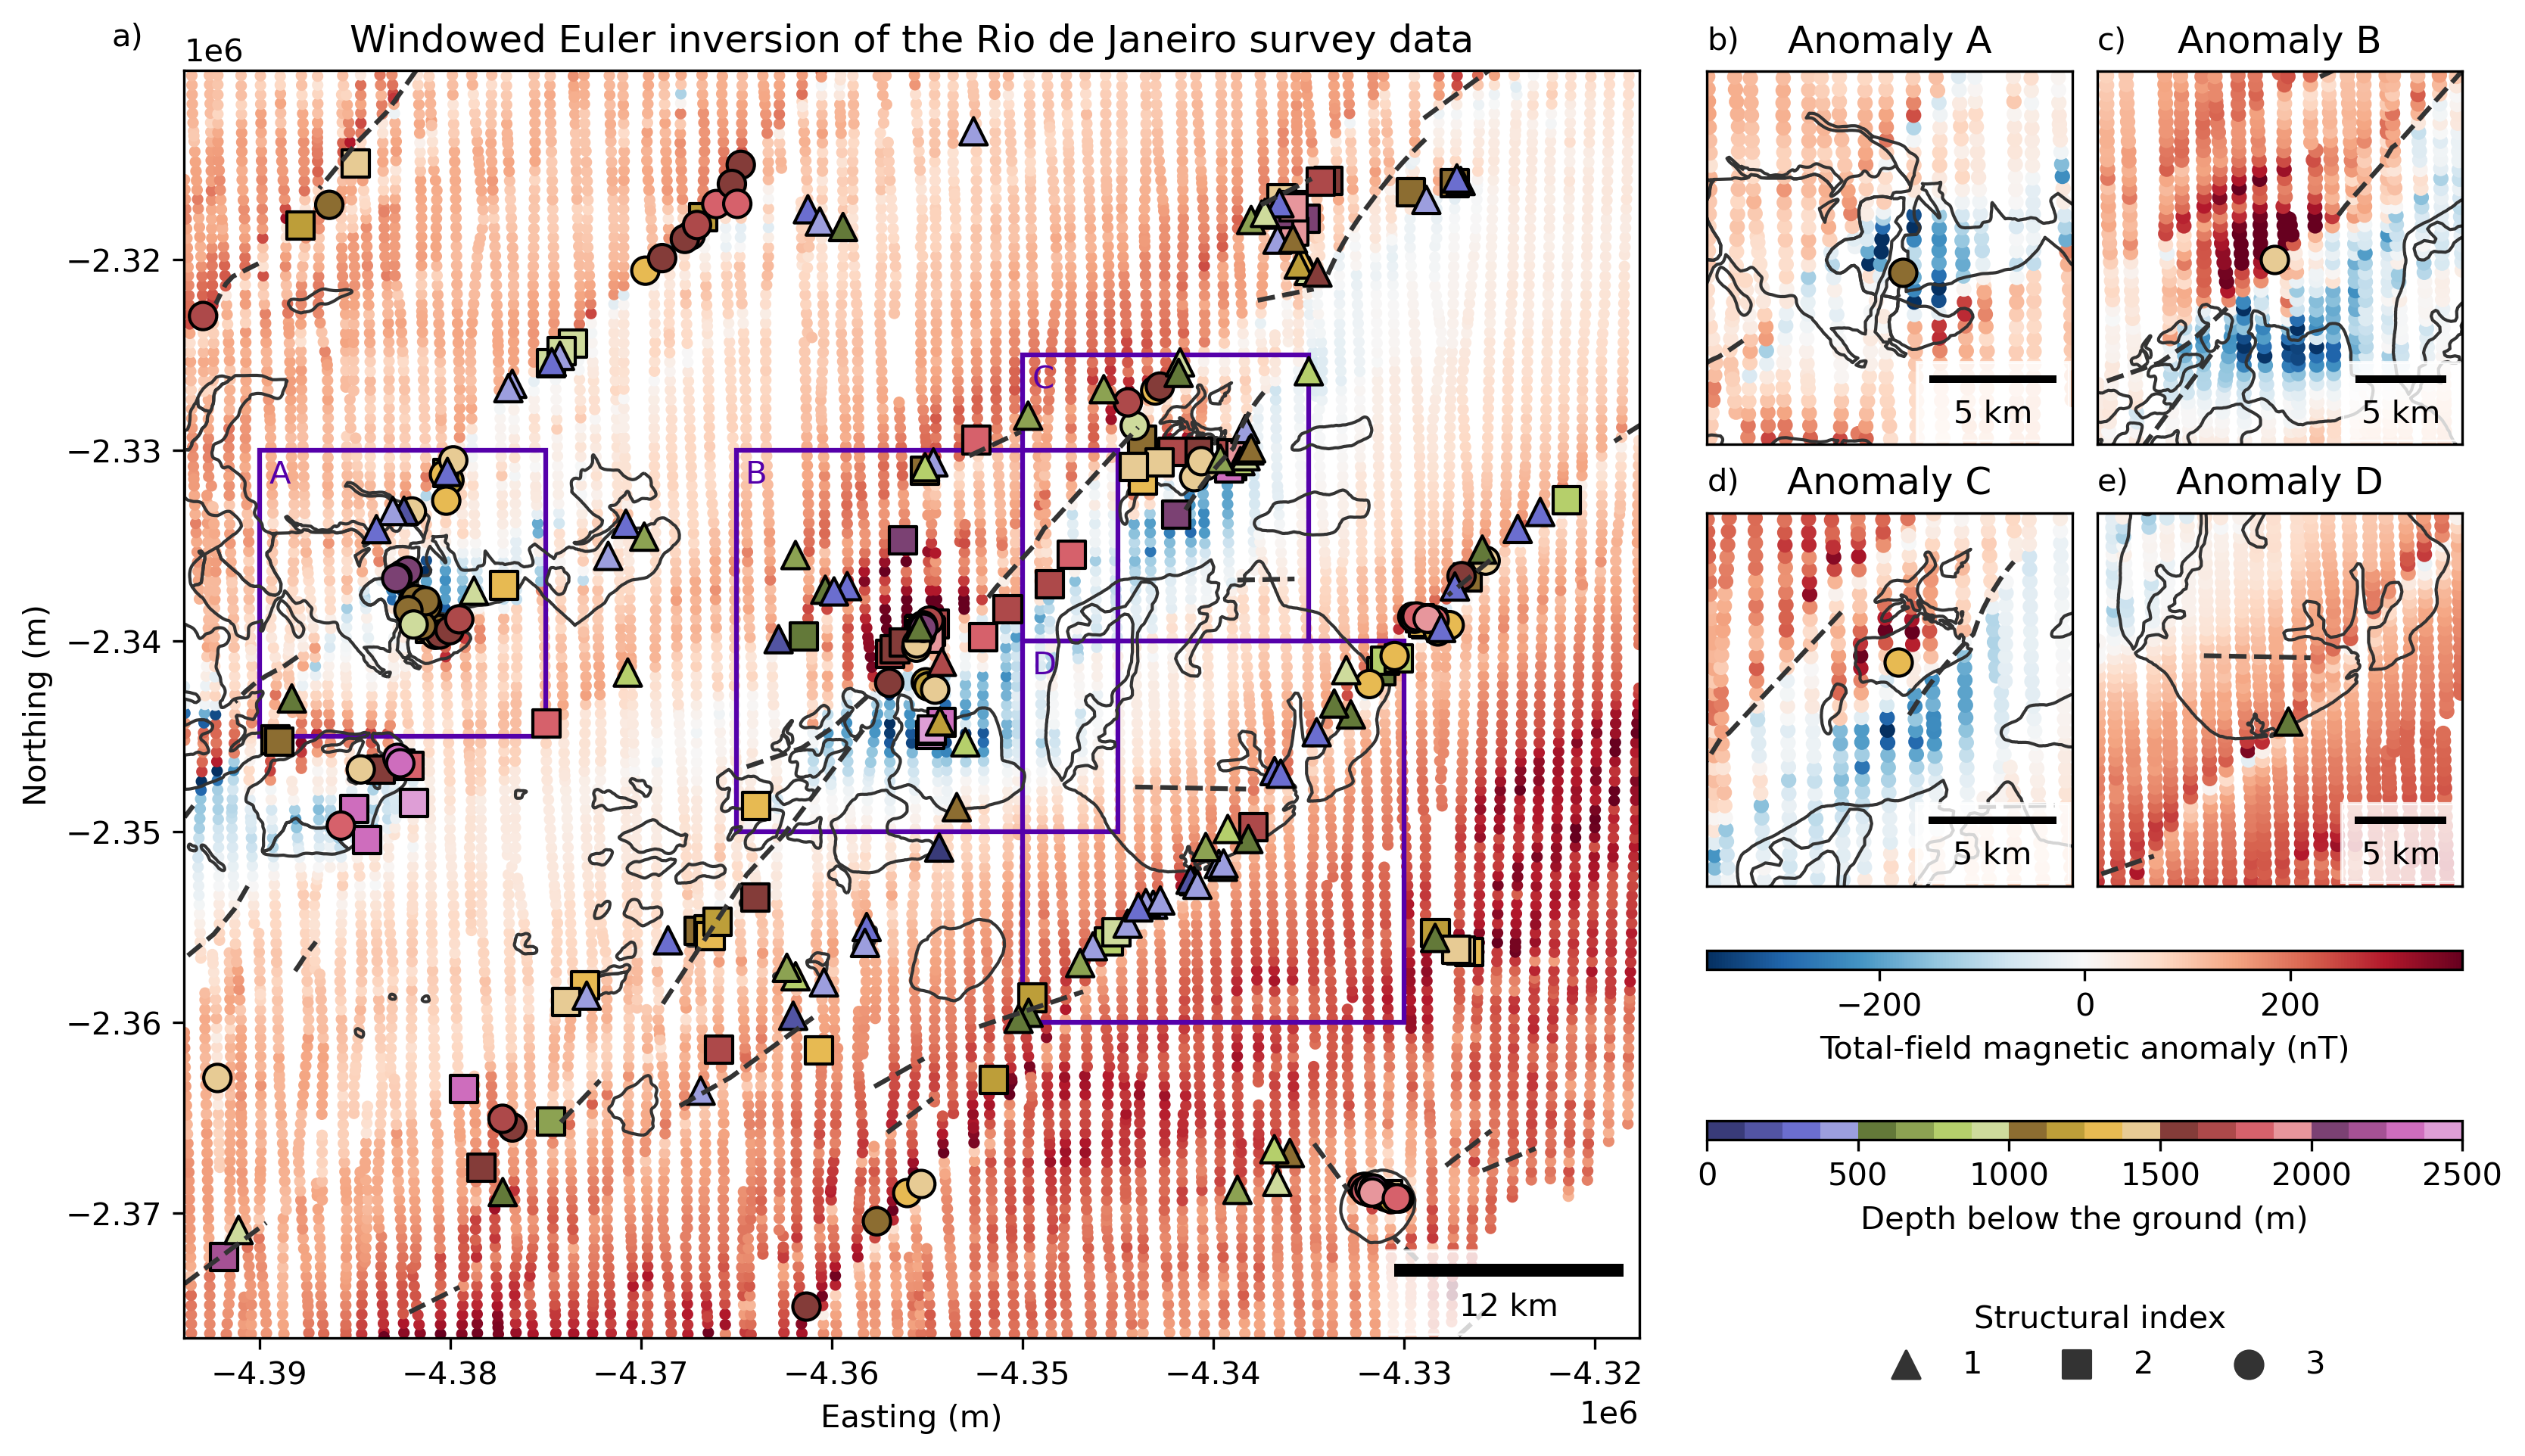 a)
Windowed Euler inversion of the Rio de Janeiro survey data
1e6
−2.32
−2.33
−2.34
−2.35
−2.36
−2.37
Northing (m)
A
B
C
D
12 km
−4.39
−4.38
−4.37
−4.36
−4.35
−4.34
−4.33
−4.32
Easting (m)
1e6
b)
Anomaly A
5 km
c)
Anomaly B
5 km
d)
Anomaly C
5 km
e)
Anomaly D
5 km
−200
0
200
Total-field magnetic anomaly (nT)
0
500
1000
1500
2000
2500
Depth below the ground (m)
Structural index
1
2
3